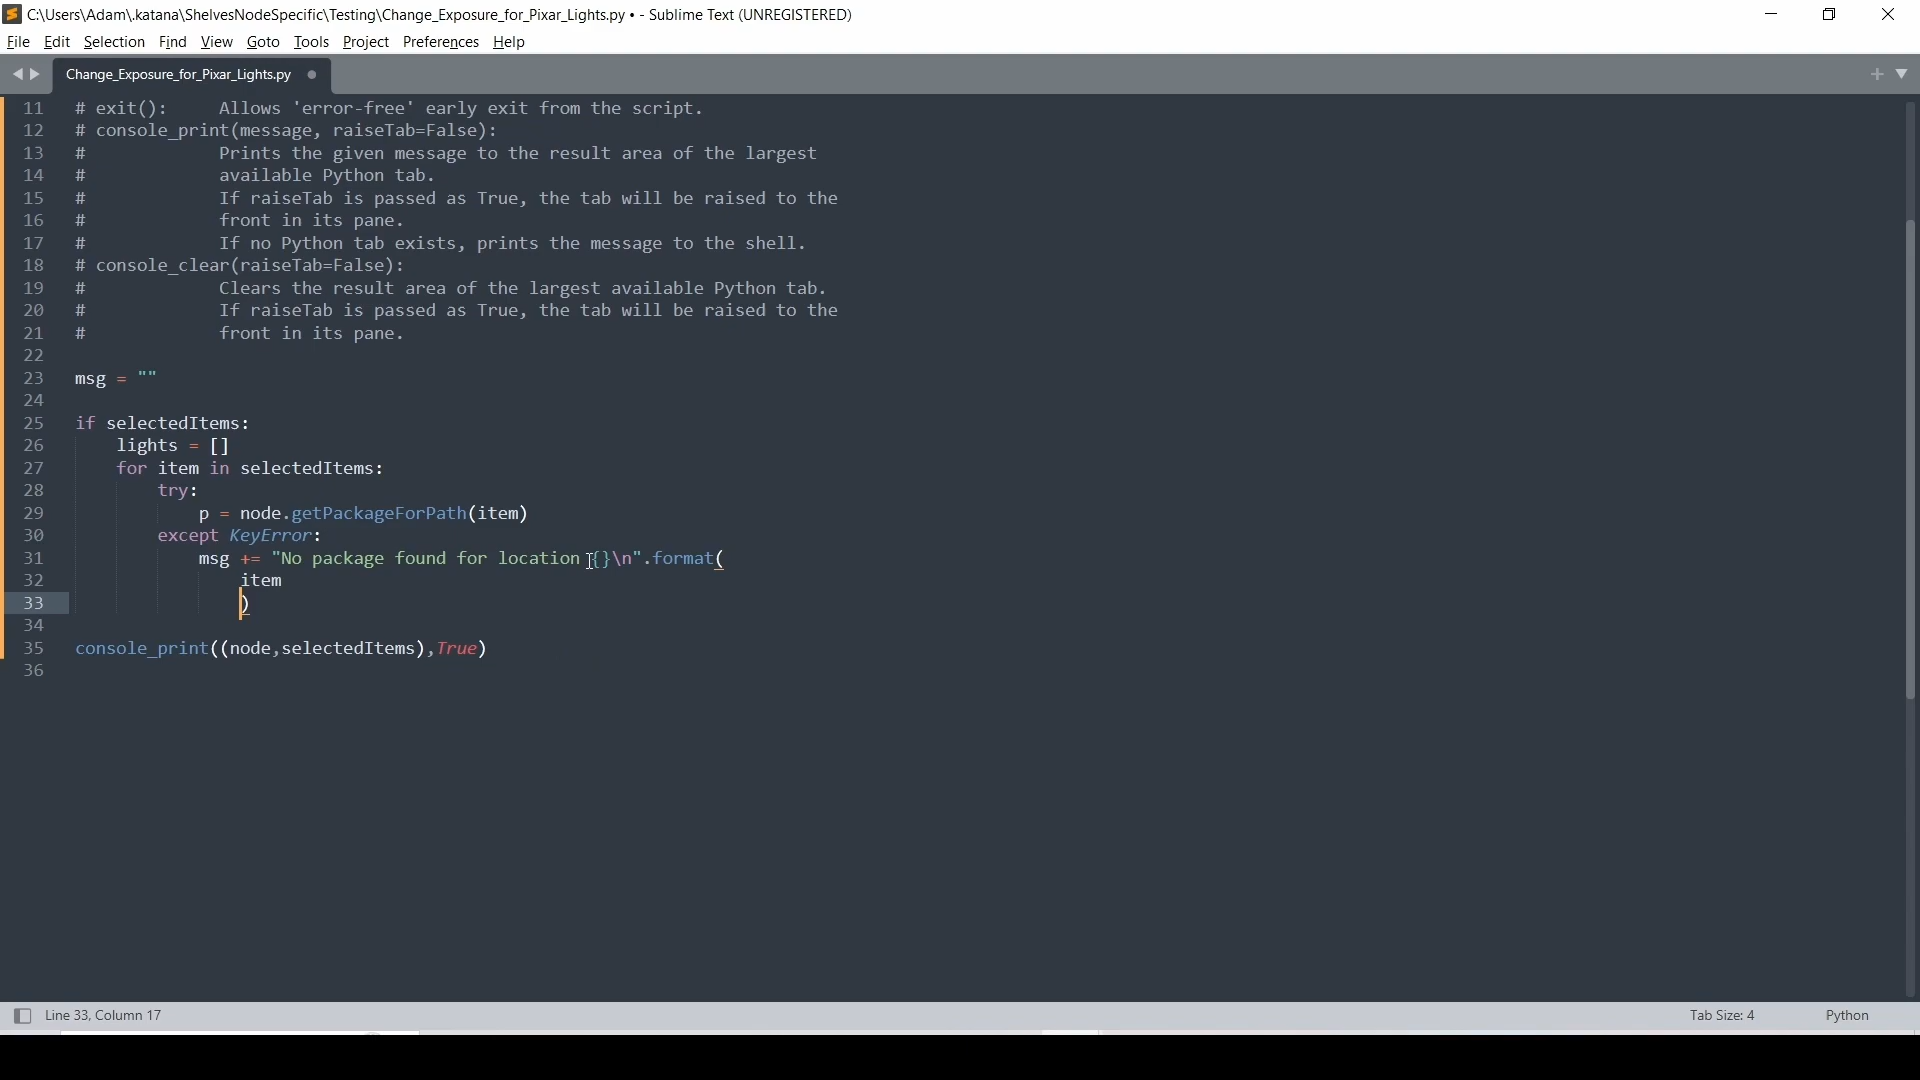 C:\Users\Adam\.katana\ShelvesNodeSpecific\Testing\Change_Exposure_for_Pixar_Lights.py • - Sublime Text (UNREGISTERED)
File Edit Selection Find View Goto Tools Project Preferences Help
Change_Exposure_for_Pixar_Lights.py
11 # exit():     Allows 'error-free' early exit from the script.
12 # console_print(message, raiseTab=False):
13 #             Prints the given message to the result area of the largest
14 #             available Python tab.
15 #             If raiseTab is passed as True, the tab will be raised to the
16 #             front in its pane.
17 #             If no Python tab exists, prints the message to the shell.
18 # console_clear(raiseTab=False):
19 #             Clears the result area of the largest available Python tab.
20 #             If raiseTab is passed as True, the tab will be raised to the
21 #             front in its pane.
22
23 msg = ""
24
25 if selectedItems:
26     lights = []
27     for item in selectedItems:
28         try:
29             p = node.getPackageForPath(item)
30         except KeyError:
31             msg += "No package found for location {}\n".format(
32                 item
33                 )
34
35 console_print((node,selectedItems),True)
36
Line 33, Column 17 Tab Size: 4 Python